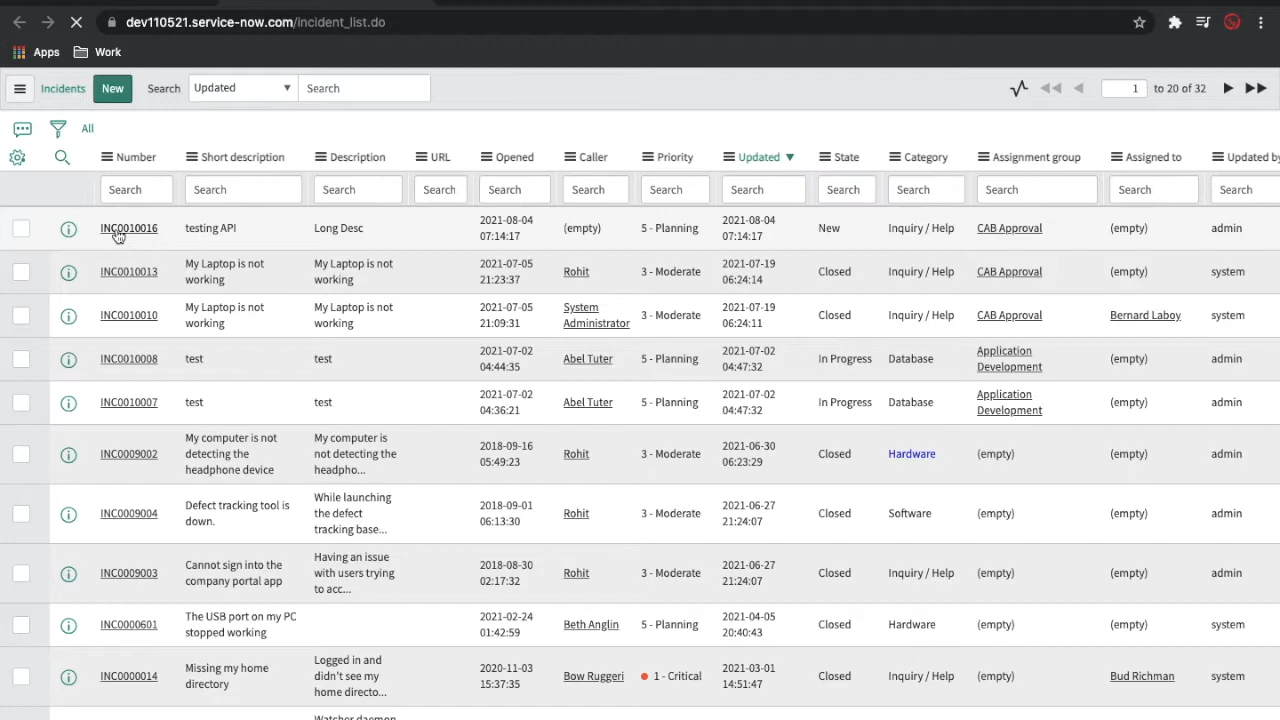 dev110521.service-now.com/incident_list.do
Apps Work
Incidents New Search Updated Search 1 to 20 of 32
All
Number Short description Description URL Opened Caller Priority Updated State Category Assignment group Assigned to Updated by
Search Search Search Search Search Search Search Search Search Search Search Search Search
INC0010016 testing API Long Desc 2021-08-04 07:14:17 (empty) 5 - Planning 2021-08-04 07:14:17 New Inquiry / Help CAB Approval (empty) admin
INC0010013 My Laptop is not working My Laptop is not working 2021-07-05 21:23:37 Rohit 3 - Moderate 2021-07-19 06:24:14 Closed Inquiry / Help CAB Approval (empty) system
INC0010010 My Laptop is not working My Laptop is not working 2021-07-05 21:09:31 System Administrator 3 - Moderate 2021-07-19 06:24:11 Closed Inquiry / Help CAB Approval Bernard Laboy system
INC0010008 test test 2021-07-02 04:44:35 Abel Tuter 5 - Planning 2021-07-02 04:47:32 In Progress Database Application Development (empty) admin
INC0010007 test test 2021-07-02 04:36:21 Abel Tuter 5 - Planning 2021-07-02 04:47:32 In Progress Database Application Development (empty) admin
INC0009002 My computer is not detecting the headphone device My computer is not detecting the headpho... 2018-09-16 05:49:23 Rohit 3 - Moderate 2021-06-30 06:23:29 Closed Hardware (empty) (empty) admin
INC0009004 Defect tracking tool is down. While launching the defect tracking base... 2018-09-01 06:13:30 Rohit 3 - Moderate 2021-06-27 21:24:07 Closed Software (empty) (empty) admin
INC0009003 Cannot sign into the company portal app Having an issue with users trying to acc... 2018-08-30 02:17:32 Rohit 3 - Moderate 2021-06-27 21:24:07 Closed Inquiry / Help (empty) (empty) admin
INC0000601 The USB port on my PC stopped working 2021-02-24 01:42:59 Beth Anglin 5 - Planning 2021-04-05 20:40:43 Closed Hardware (empty) (empty) system
INC0000014 Missing my home directory Logged in and didn't see my home directo... 2020-11-03 15:37:35 Bow Ruggeri 1 - Critical 2021-03-01 14:51:47 Closed Inquiry / Help (empty) Bud Richman system
Watcher daemon